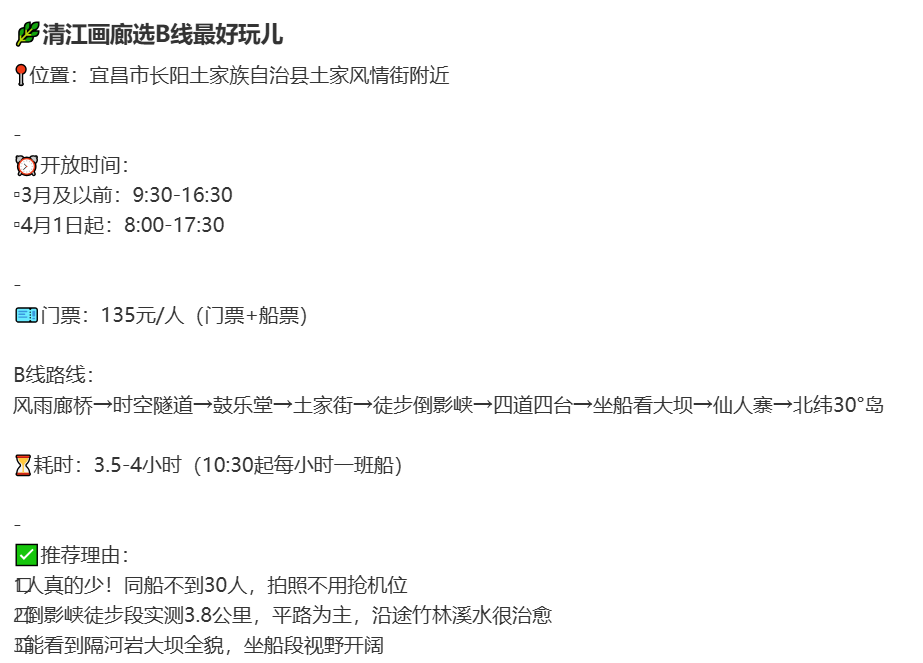 🌿清江画廊选B线最好玩儿
📍位置：宜昌市长阳土家族自治县土家风情街附近
-
⏰开放时间：
▫3月及以前：9:30-16:30
▫4月1日起：8:00-17:30
-
🎫门票：135元/人（门票+船票）
B线路线：
风雨廊桥→时空隧道→鼓乐堂→土家街→徒步倒影峡→四道四台→坐船看大坝→仙人寨→北纬30°岛
⏳耗时：3.5-4小时（10:30起每小时一班船）
-
✅推荐理由：
1人真的少！同船不到30人，拍照不用抢机位
2倒影峡徒步段实测3.8公里，平路为主，沿途竹林溪水很治愈
3能看到隔河岩大坝全貌，坐船段视野开阔